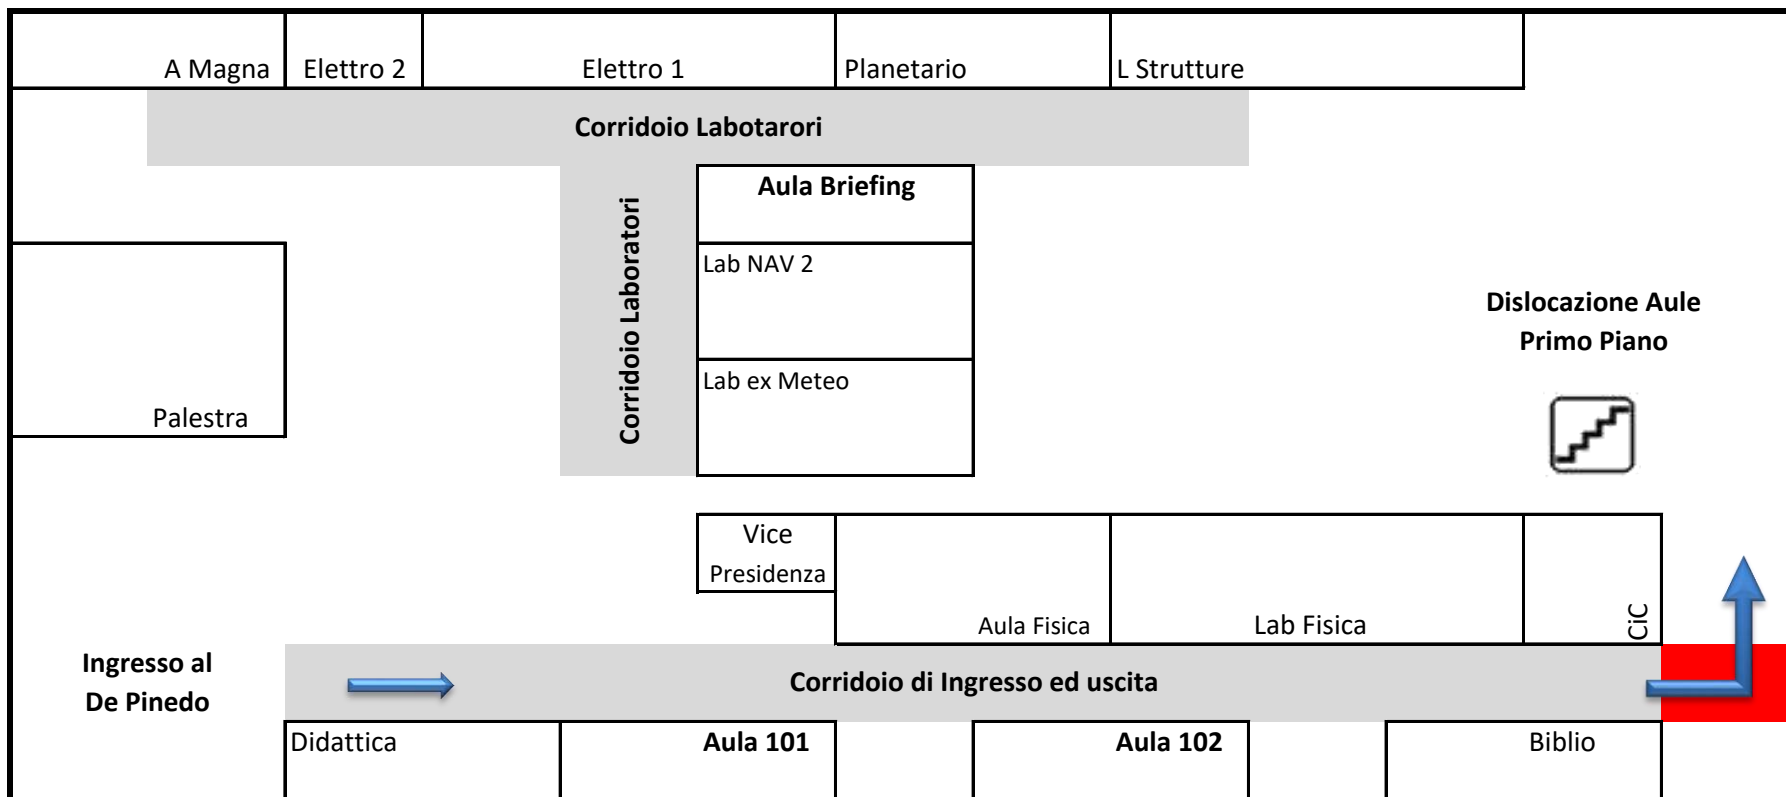 A Magna
Elettro 2
Elettro 1
Planetario
L Strutture
Corridoio Labotarori
Aula Briefing
Corridoio Laboratori
Lab NAV 2
Dislocazione Aule
Primo Piano
Lab ex Meteo
Palestra
Vice
Presidenza
Aula Fisica
Lab Fisica
CiC
Ingresso al
De Pinedo
Corridoio di Ingresso ed uscita
Didattica
Aula 101
Aula 102
Biblio